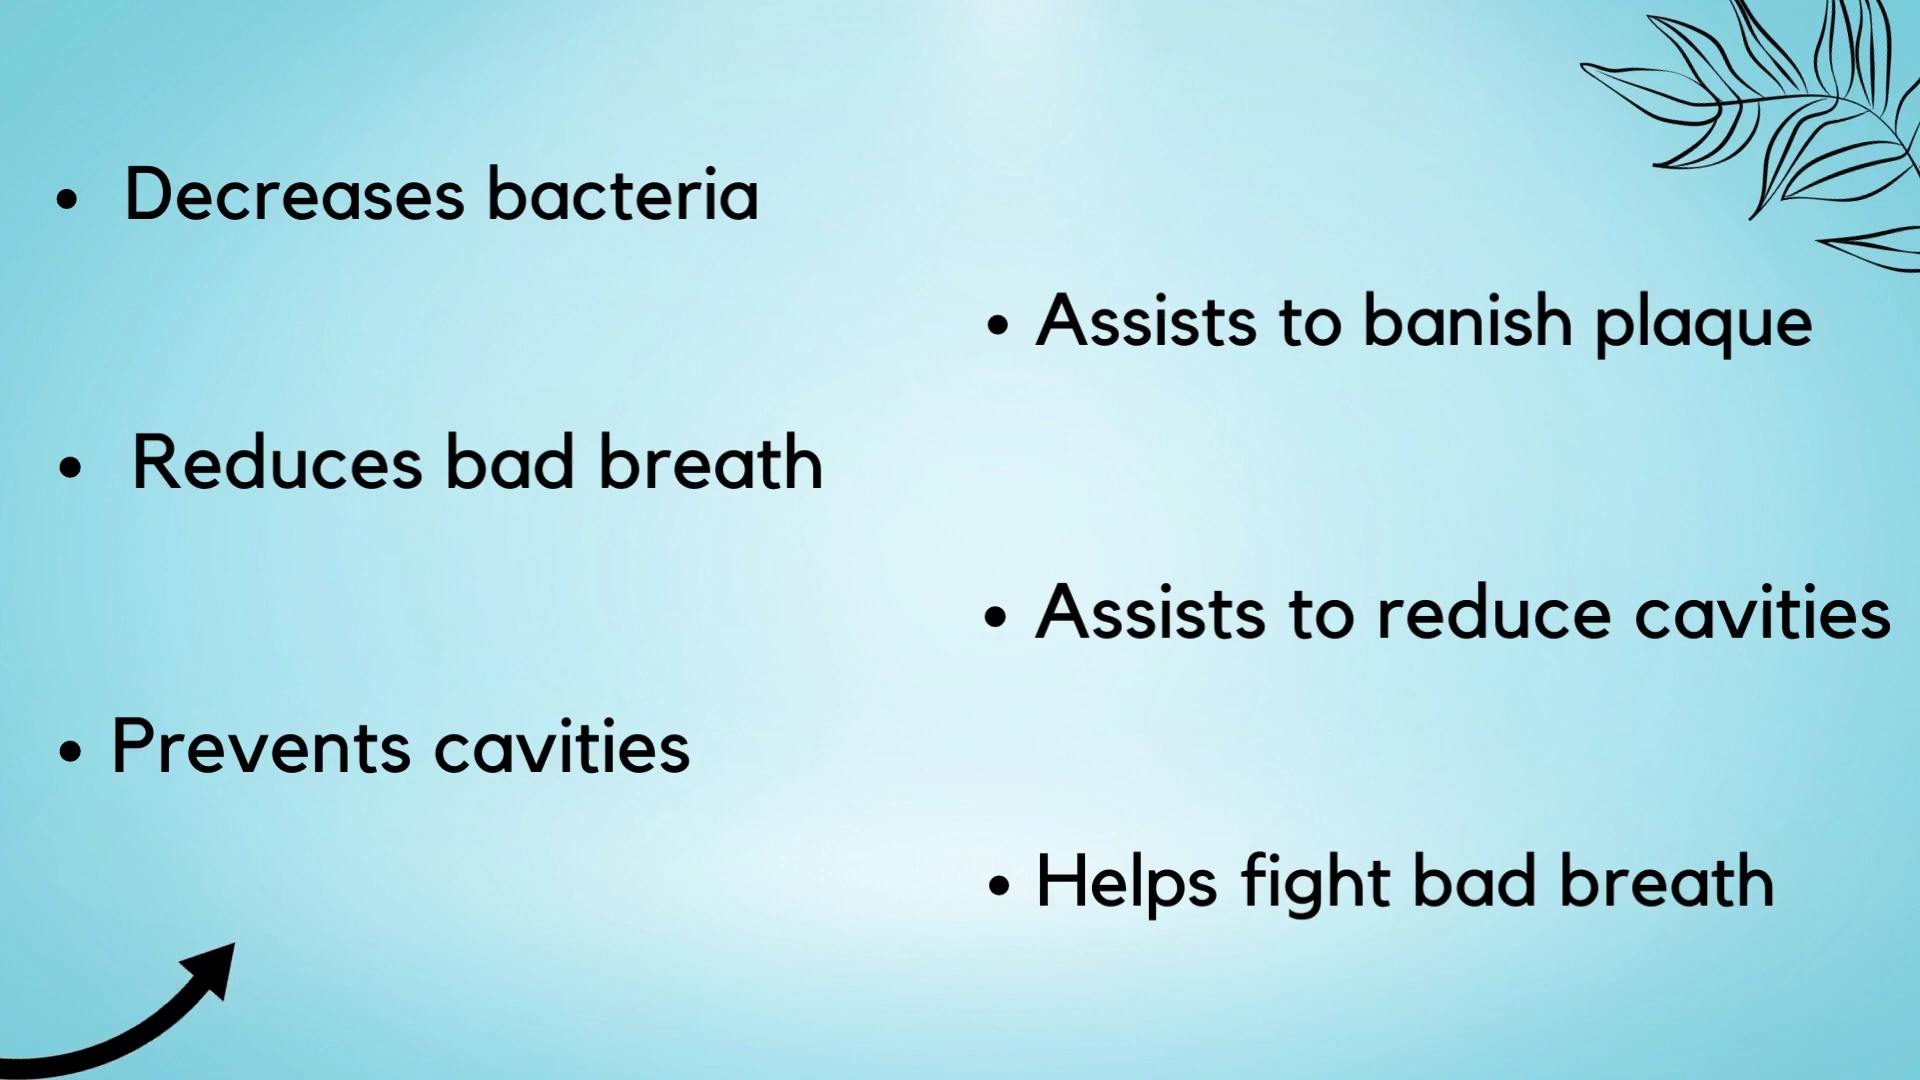 • Decreases bacteria
• Assists to banish plaque
• Reduces bad breath
• Assists to reduce cavities
• Prevents cavities
• Helps fight bad breath